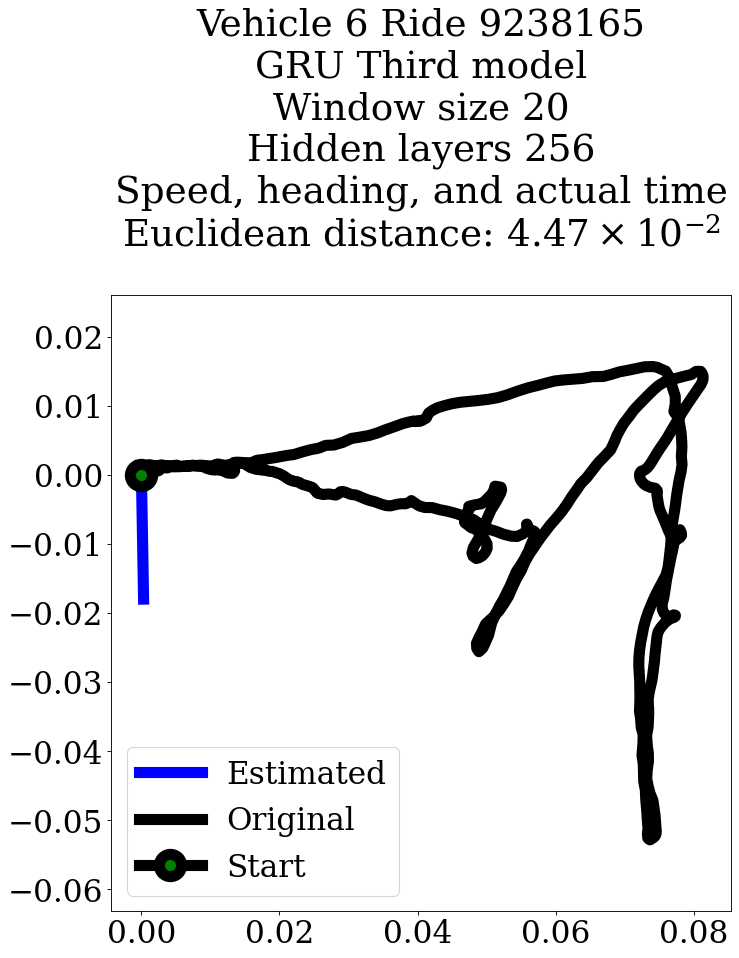 Vehicle 6 Ride 9238165
GRU Third model
Window size 20
Hidden layers 256
Speed, heading, and actual time
Euclidean distance: 4.47 × 10⁻²
0.02
0.01
0.00
−0.01
−0.02
−0.03
−0.04
−0.05
−0.06
Estimated
Original
Start
0.00 0.02 0.04 0.06 0.08